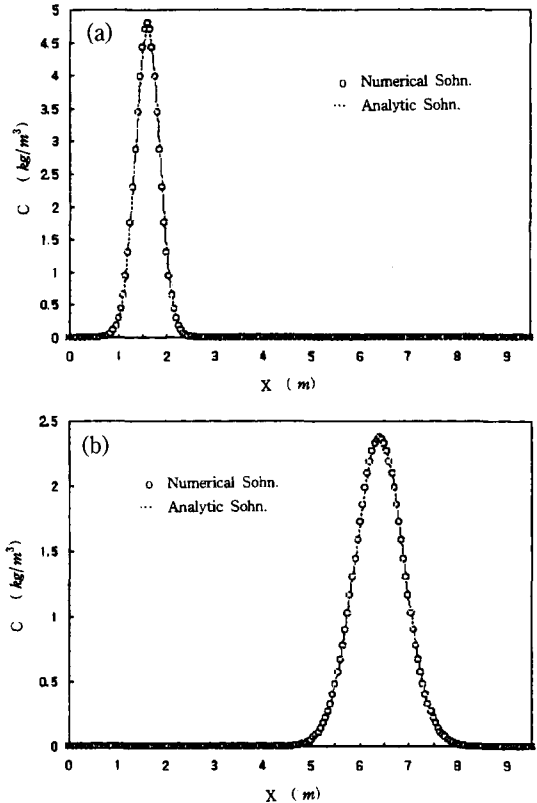 (a)
5
4.5
4
3.5
3
2.5
2
1.5
1
0.5
0
C ( kg/m³)
o Numerical Sohn.
···· Analytic Sohn.
0 1 2 3 4 5 6 7 8 9
X ( m)
(b)
2.5
2
1.5
1
0.5
0
C ( kg/m³)
o Numerical Sohn.
···· Analytic Sohn.
0 1 2 3 4 5 6 7 8 9
X ( m)